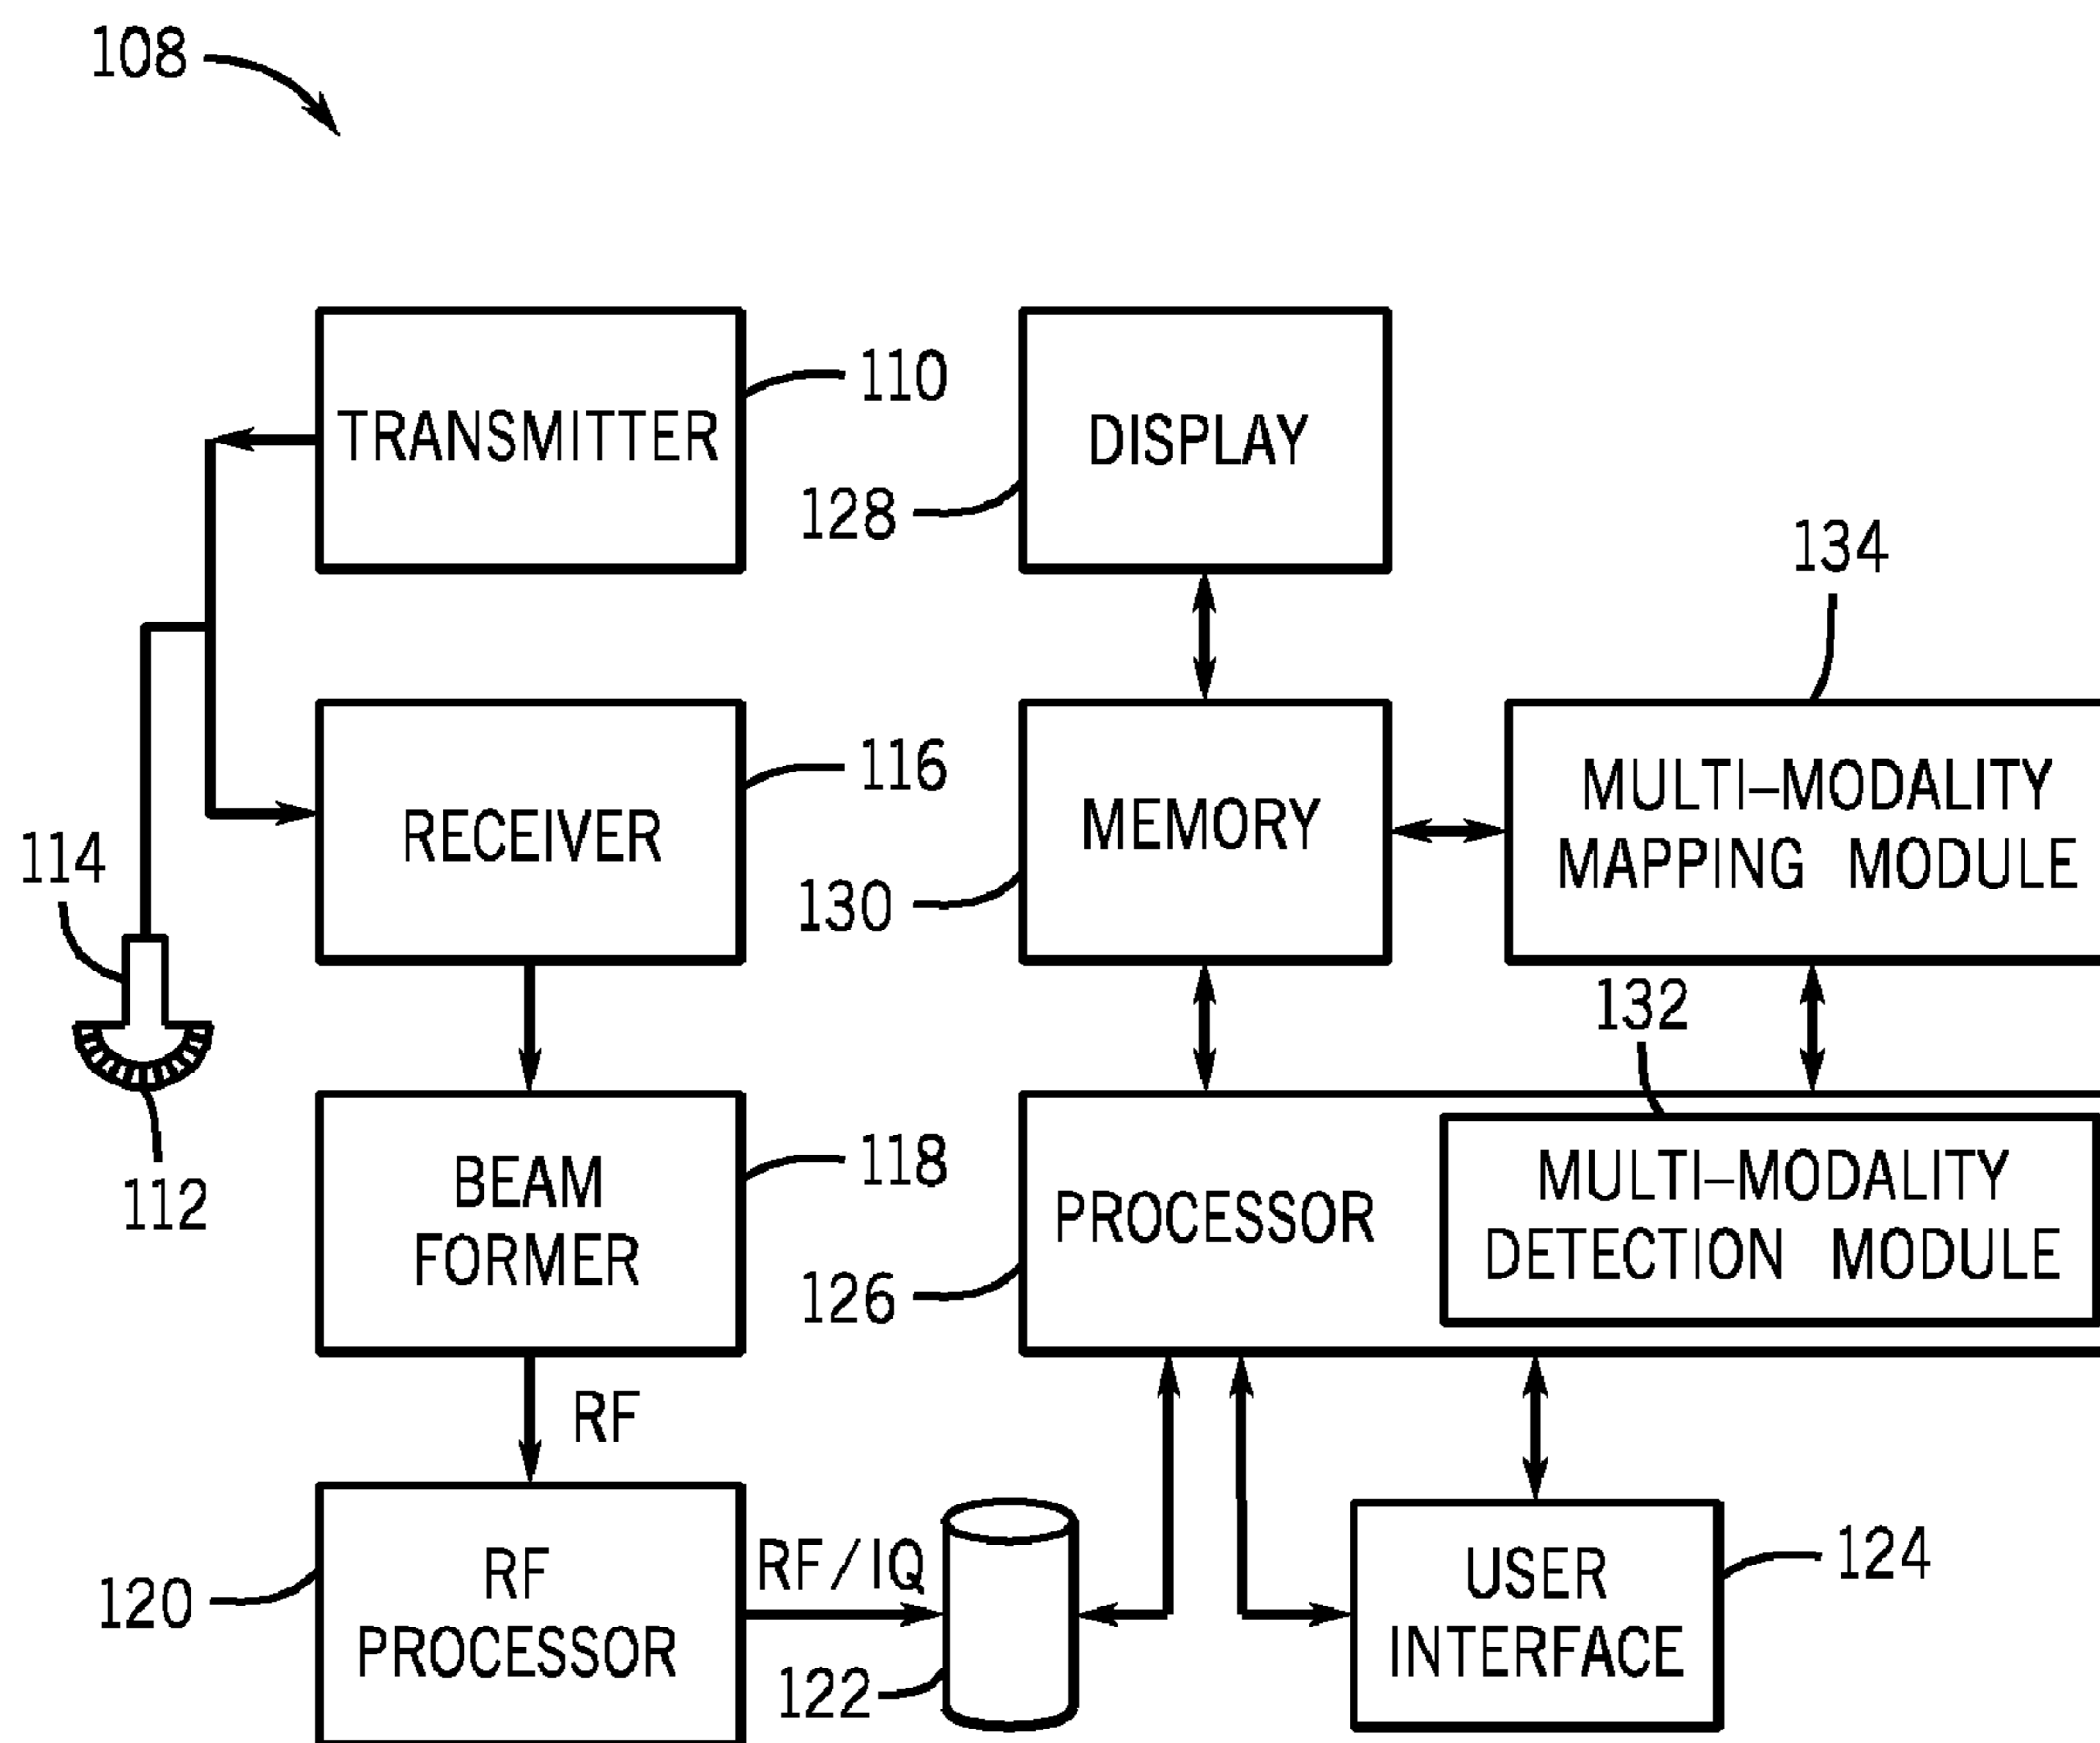 108
TRANSMITTER
110
DISPLAY
128
134
RECEIVER
116
MEMORY
130
MULTI–MODALITY
MAPPING MODULE
114
112
132
BEAM
FORMER
118
PROCESSOR
126
MULTI–MODALITY
DETECTION MODULE
RF
RF
PROCESSOR
120
RF/IQ
122
USER
INTERFACE
124